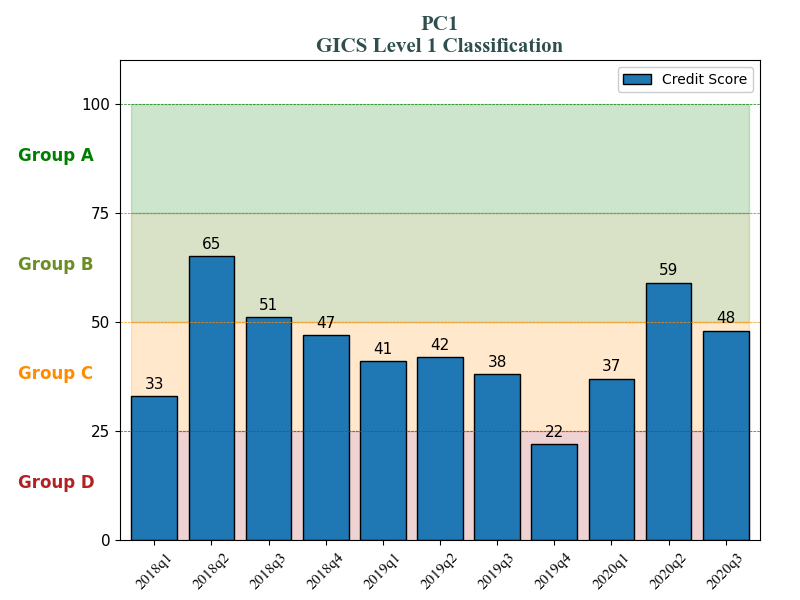 PC1
GICS Level 1 Classification
Credit Score
100
Group A
75
65
Group B
59
51
50
48
47
42
41
38
Group C
37
33
25
22
Group D
0
2018q1 2018q2 2018q3 2018q4 2019q1 2019q2 2019q3 2019q4 2020q1 2020q2 2020q3